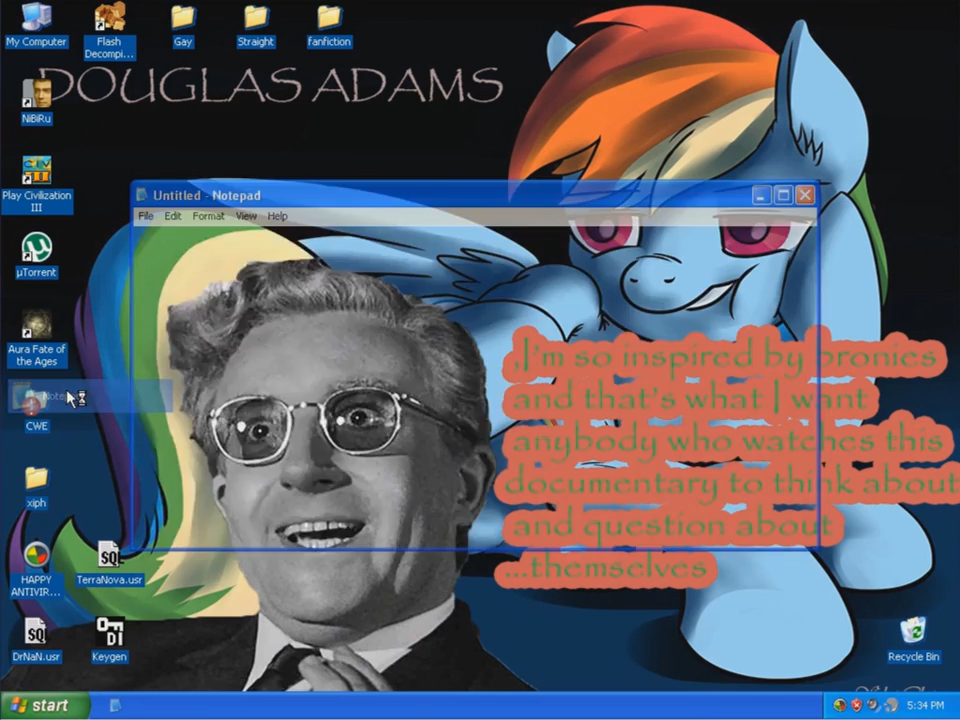 My Computer
Flash
Decompi...
Gay
Straight
fanfiction
DOUGLAS ADAMS
NiBiRu
Play Civilization
III
Untitled - Notepad
File Edit Format View Help
µTorrent
Aura Fate of
the Ages
,I'm so inspired by bronies
and that's what I want
anybody who watches this
documentary to think about
and question about
...themselves
CWE
xiph
HAPPY
ANTIVIR...
SQ
TerraNova.usr
SQ
DrNaN.usr
DI
Keygen
Recycle Bin
start
5:34 PM